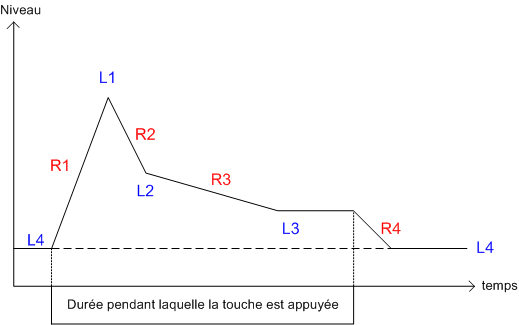 Niveau
L1
R2
R1
R3
L2
L3
R4
L4
L4
temps
Durée pendant laquelle la touche est appuyée